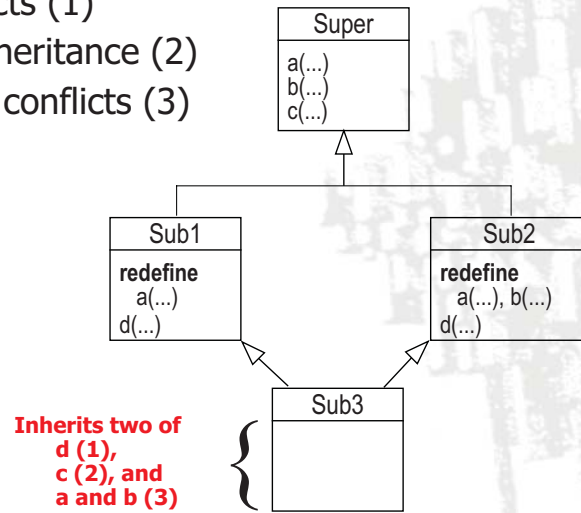 cts (1)
heritance (2)
conflicts (3)
Super
a(...)
b(...)
c(...)
Sub1
redefine
a(...)
d(...)
Sub2
redefine
a(...), b(...)
d(...)
Sub3
Inherits two of
d (1),
c (2), and
a and b (3)
{